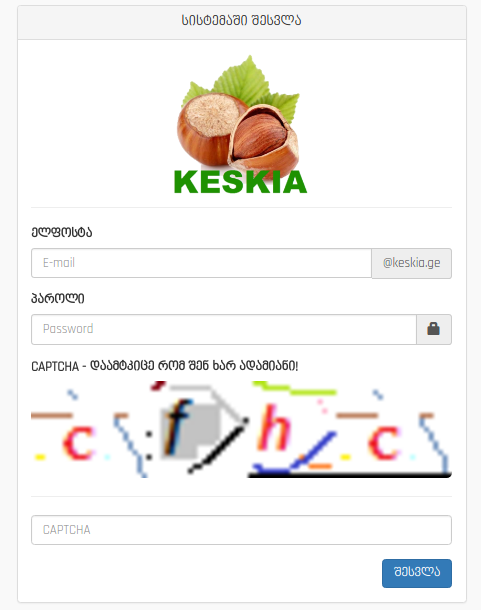 სისტემაში შესვლა
KESKIA
ელფოსტა
E-mail
@keskia.ge
პაროლი
Password
CAPTCHA - დაამტკიცე რომ შენ ხარ ადამიანი!
CAPTCHA
შესვლა